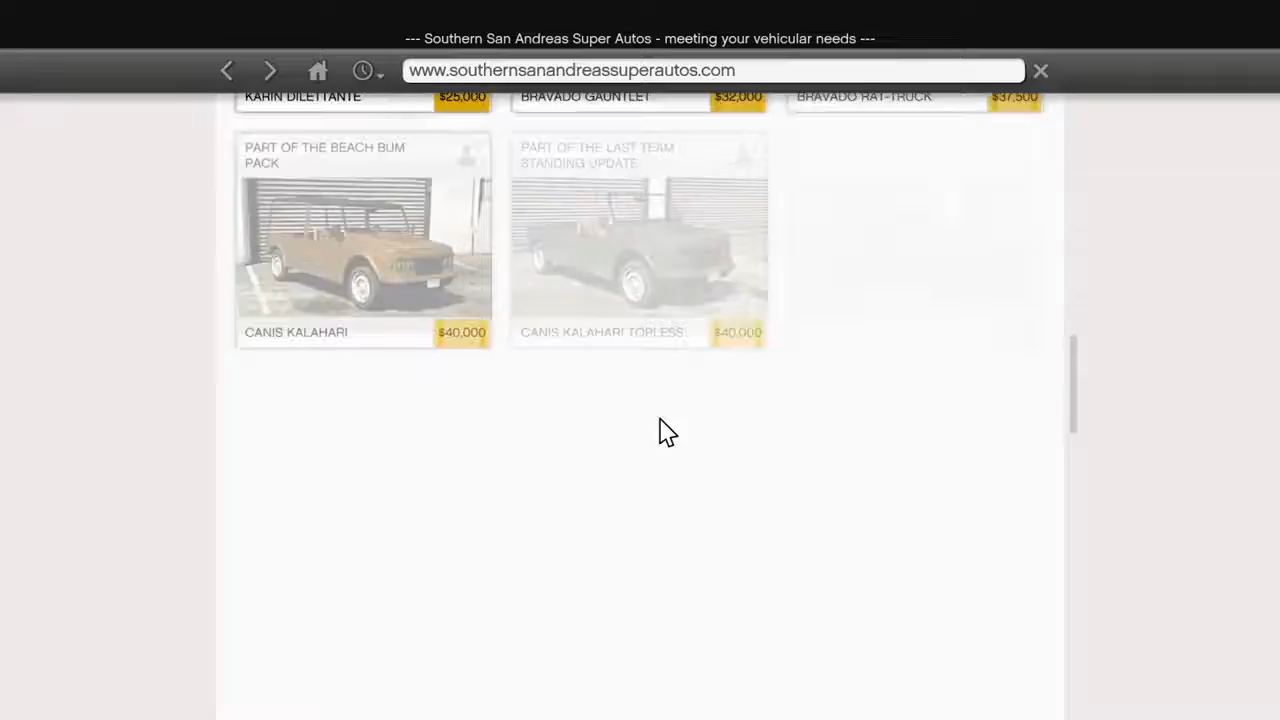 --- Southern San Andreas Super Autos - meeting your vehicular needs ---
www.southernsanandreassuperautos.com
KARIN DILETTANTE $25,000
BRAVADO GAUNTLET $32,000
BRAVADO RAT-TRUCK $37,500
PART OF THE BEACH BUM
PACK
CANIS KALAHARI $40,000
PART OF THE LAST TEAM
STANDING UPDATE
CANIS KALAHARI TOPLESS $40,000